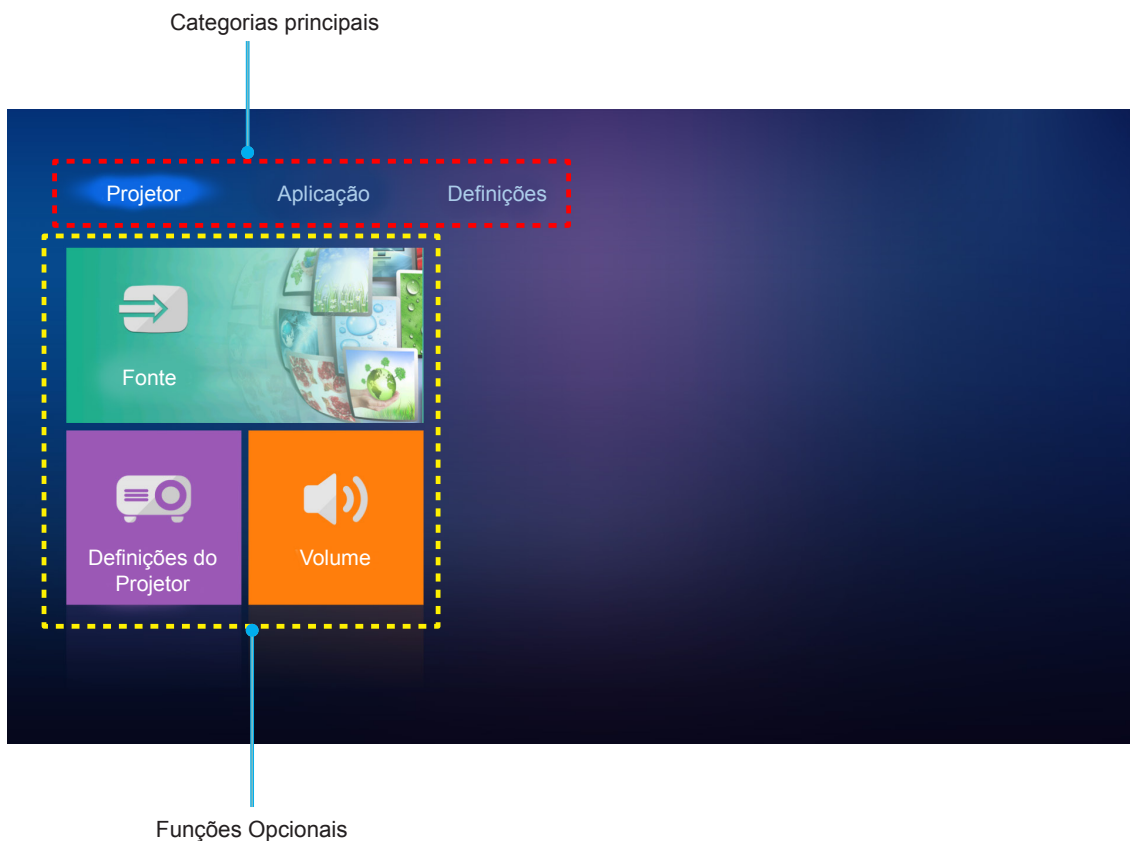 Categorias principais
Projetor Aplicação Definições
Fonte
Definições do
Projetor
Volume
Funções Opcionais